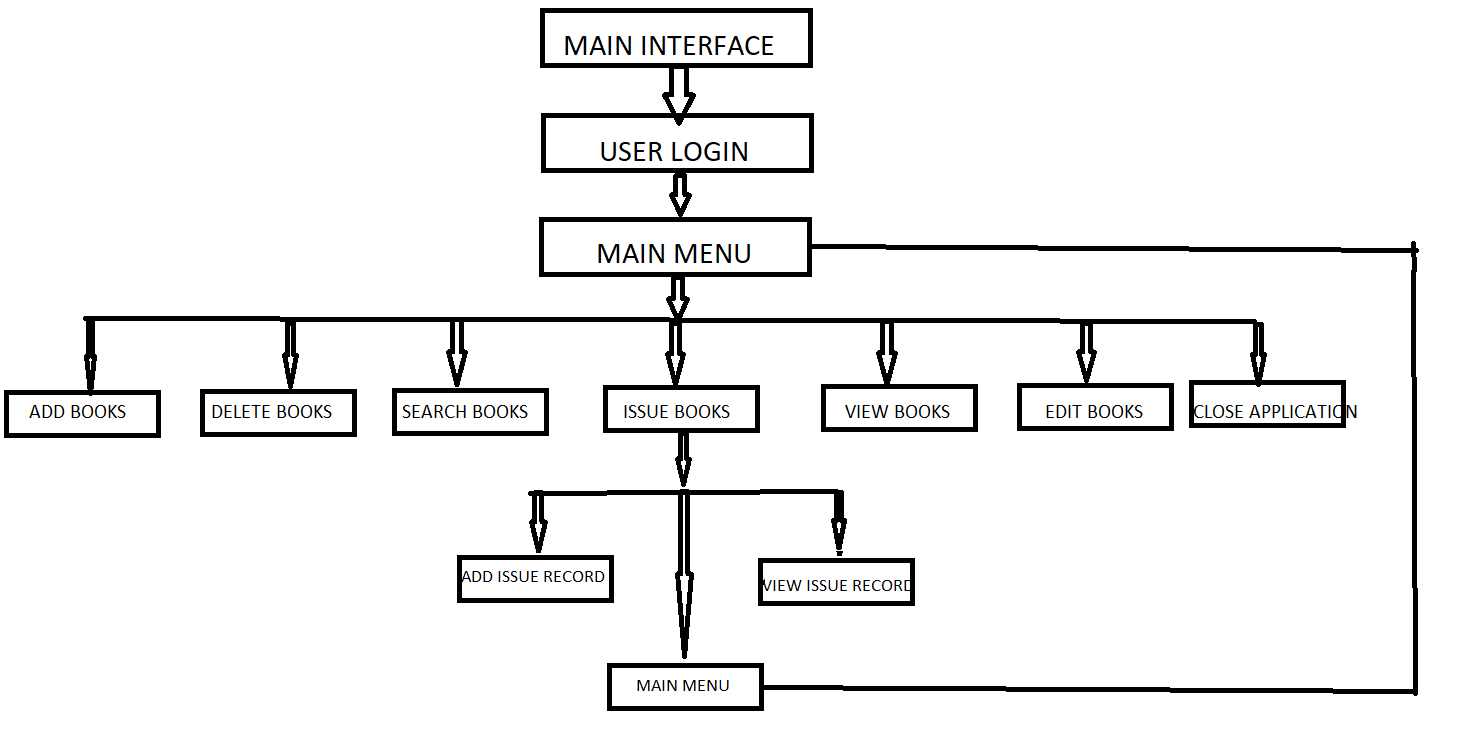 MAIN INTERFACE
USER LOGIN
MAIN MENU
ADD BOOKS
DELETE BOOKS
SEARCH BOOKS
ISSUE BOOKS
VIEW BOOKS
EDIT BOOKS
CLOSE APPLICATION
ADD ISSUE RECORD
VIEW ISSUE RECORD
MAIN MENU